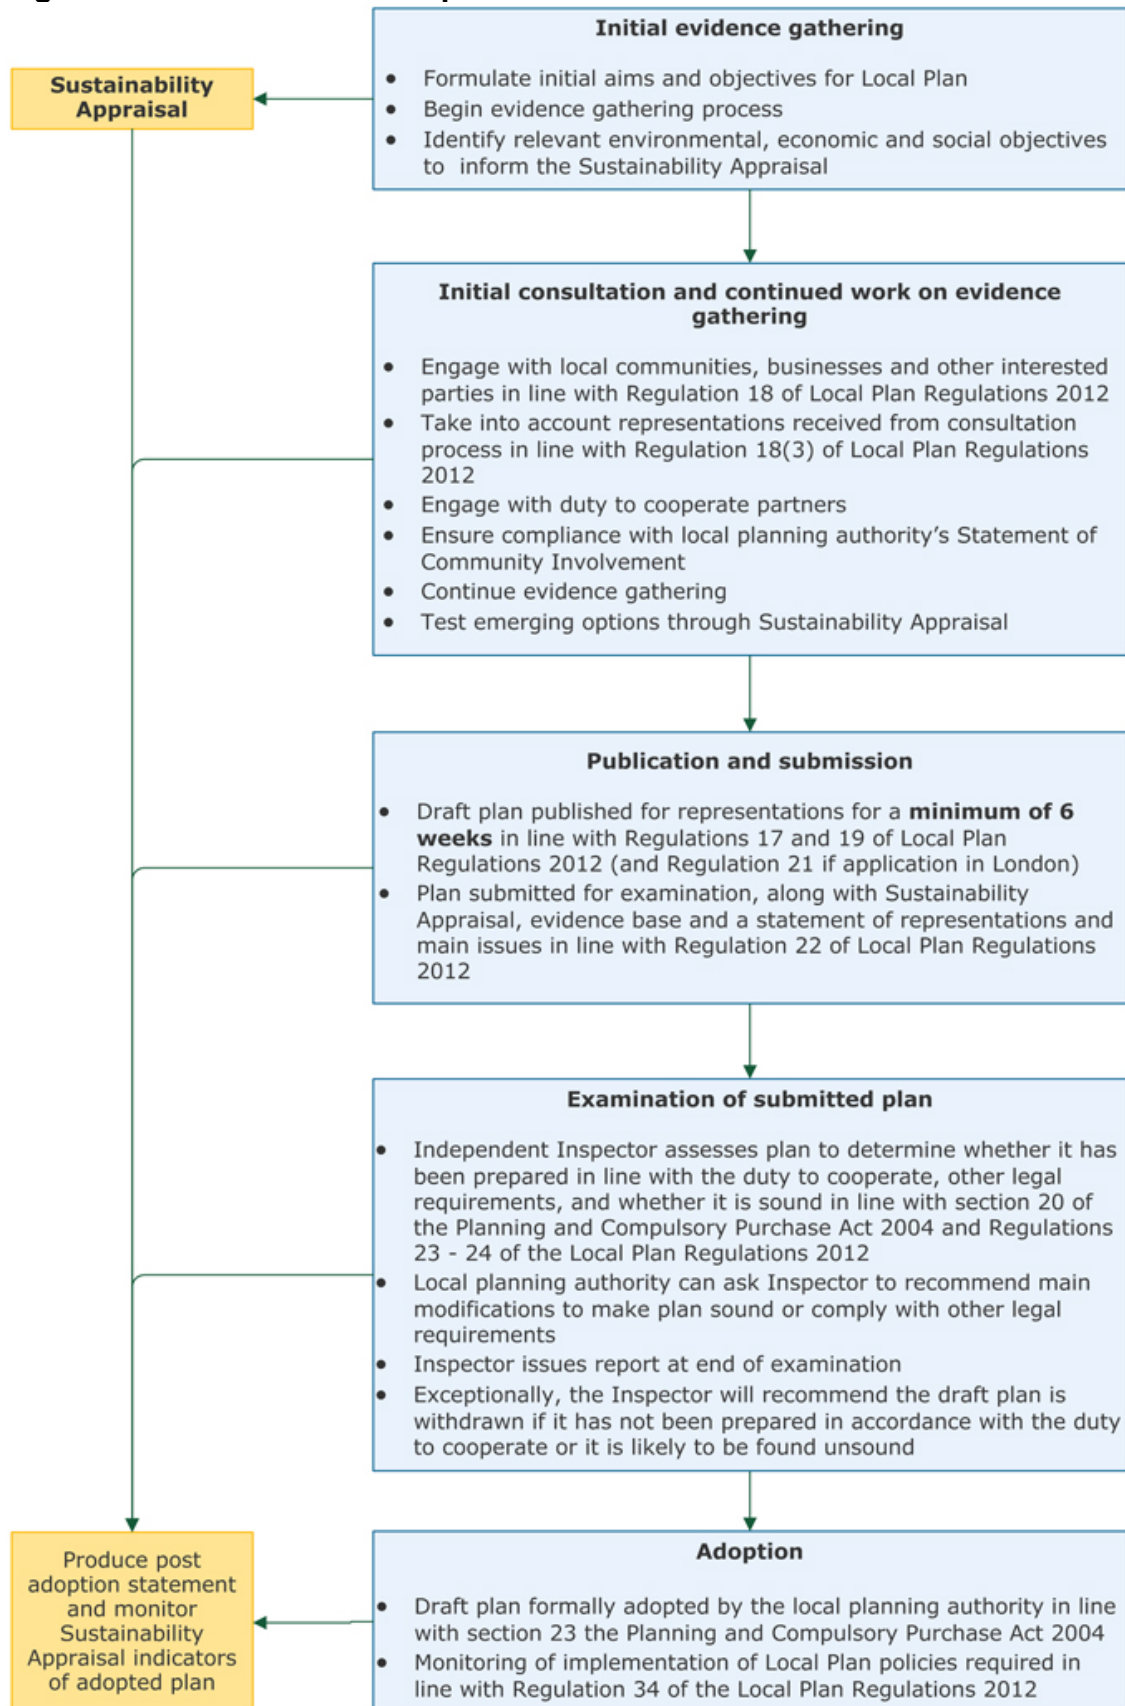 Initial evidence gathering
• Formulate initial aims and objectives for Local Plan
• Begin evidence gathering process
• Identify relevant environmental, economic and social objectives
to  inform the Sustainability Appraisal
Sustainability
Appraisal
Initial consultation and continued work on evidence
gathering
• Engage with local communities, businesses and other interested
parties in line with Regulation 18 of Local Plan Regulations 2012
• Take into account representations received from consultation
process in line with Regulation 18(3) of Local Plan Regulations
2012
• Engage with duty to cooperate partners
• Ensure compliance with local planning authority’s Statement of
Community Involvement
• Continue evidence gathering
• Test emerging options through Sustainability Appraisal
Publication and submission
• Draft plan published for representations for a minimum of 6
weeks in line with Regulations 17 and 19 of Local Plan
Regulations 2012 (and Regulation 21 if application in London)
• Plan submitted for examination, along with Sustainability
Appraisal, evidence base and a statement of representations and
main issues in line with Regulation 22 of Local Plan Regulations
2012
Examination of submitted plan
• Independent Inspector assesses plan to determine whether it has
been prepared in line with the duty to cooperate, other legal
requirements, and whether it is sound in line with section 20 of
the Planning and Compulsory Purchase Act 2004 and Regulations
23 - 24 of the Local Plan Regulations 2012
• Local planning authority can ask Inspector to recommend main
modifications to make plan sound or comply with other legal
requirements
• Inspector issues report at end of examination
• Exceptionally, the Inspector will recommend the draft plan is
withdrawn if it has not been prepared in accordance with the duty
to cooperate or it is likely to be found unsound
Adoption
• Draft plan formally adopted by the local planning authority in line
with section 23 the Planning and Compulsory Purchase Act 2004
• Monitoring of implementation of Local Plan policies required in
line with Regulation 34 of the Local Plan Regulations 2012
Produce post
adoption statement
and monitor
Sustainability
Appraisal indicators
of adopted plan